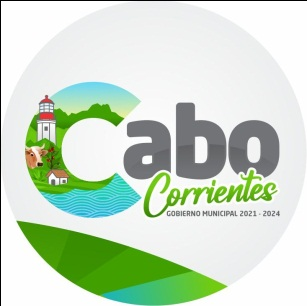 Cabo
Corrientes
GOBIERNO MUNICIPAL 2021 - 2024